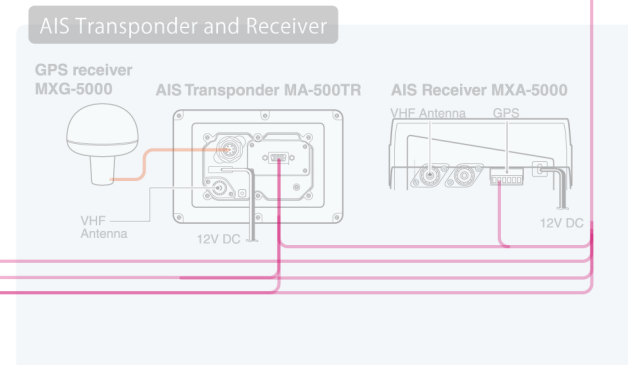 AIS Transponder and Receiver
GPS receiver
MXG-5000
AIS Transponder MA-500TR
AIS Receiver MXA-5000
VHF Antenna
GPS
VHF
Antenna
12V DC
12V DC